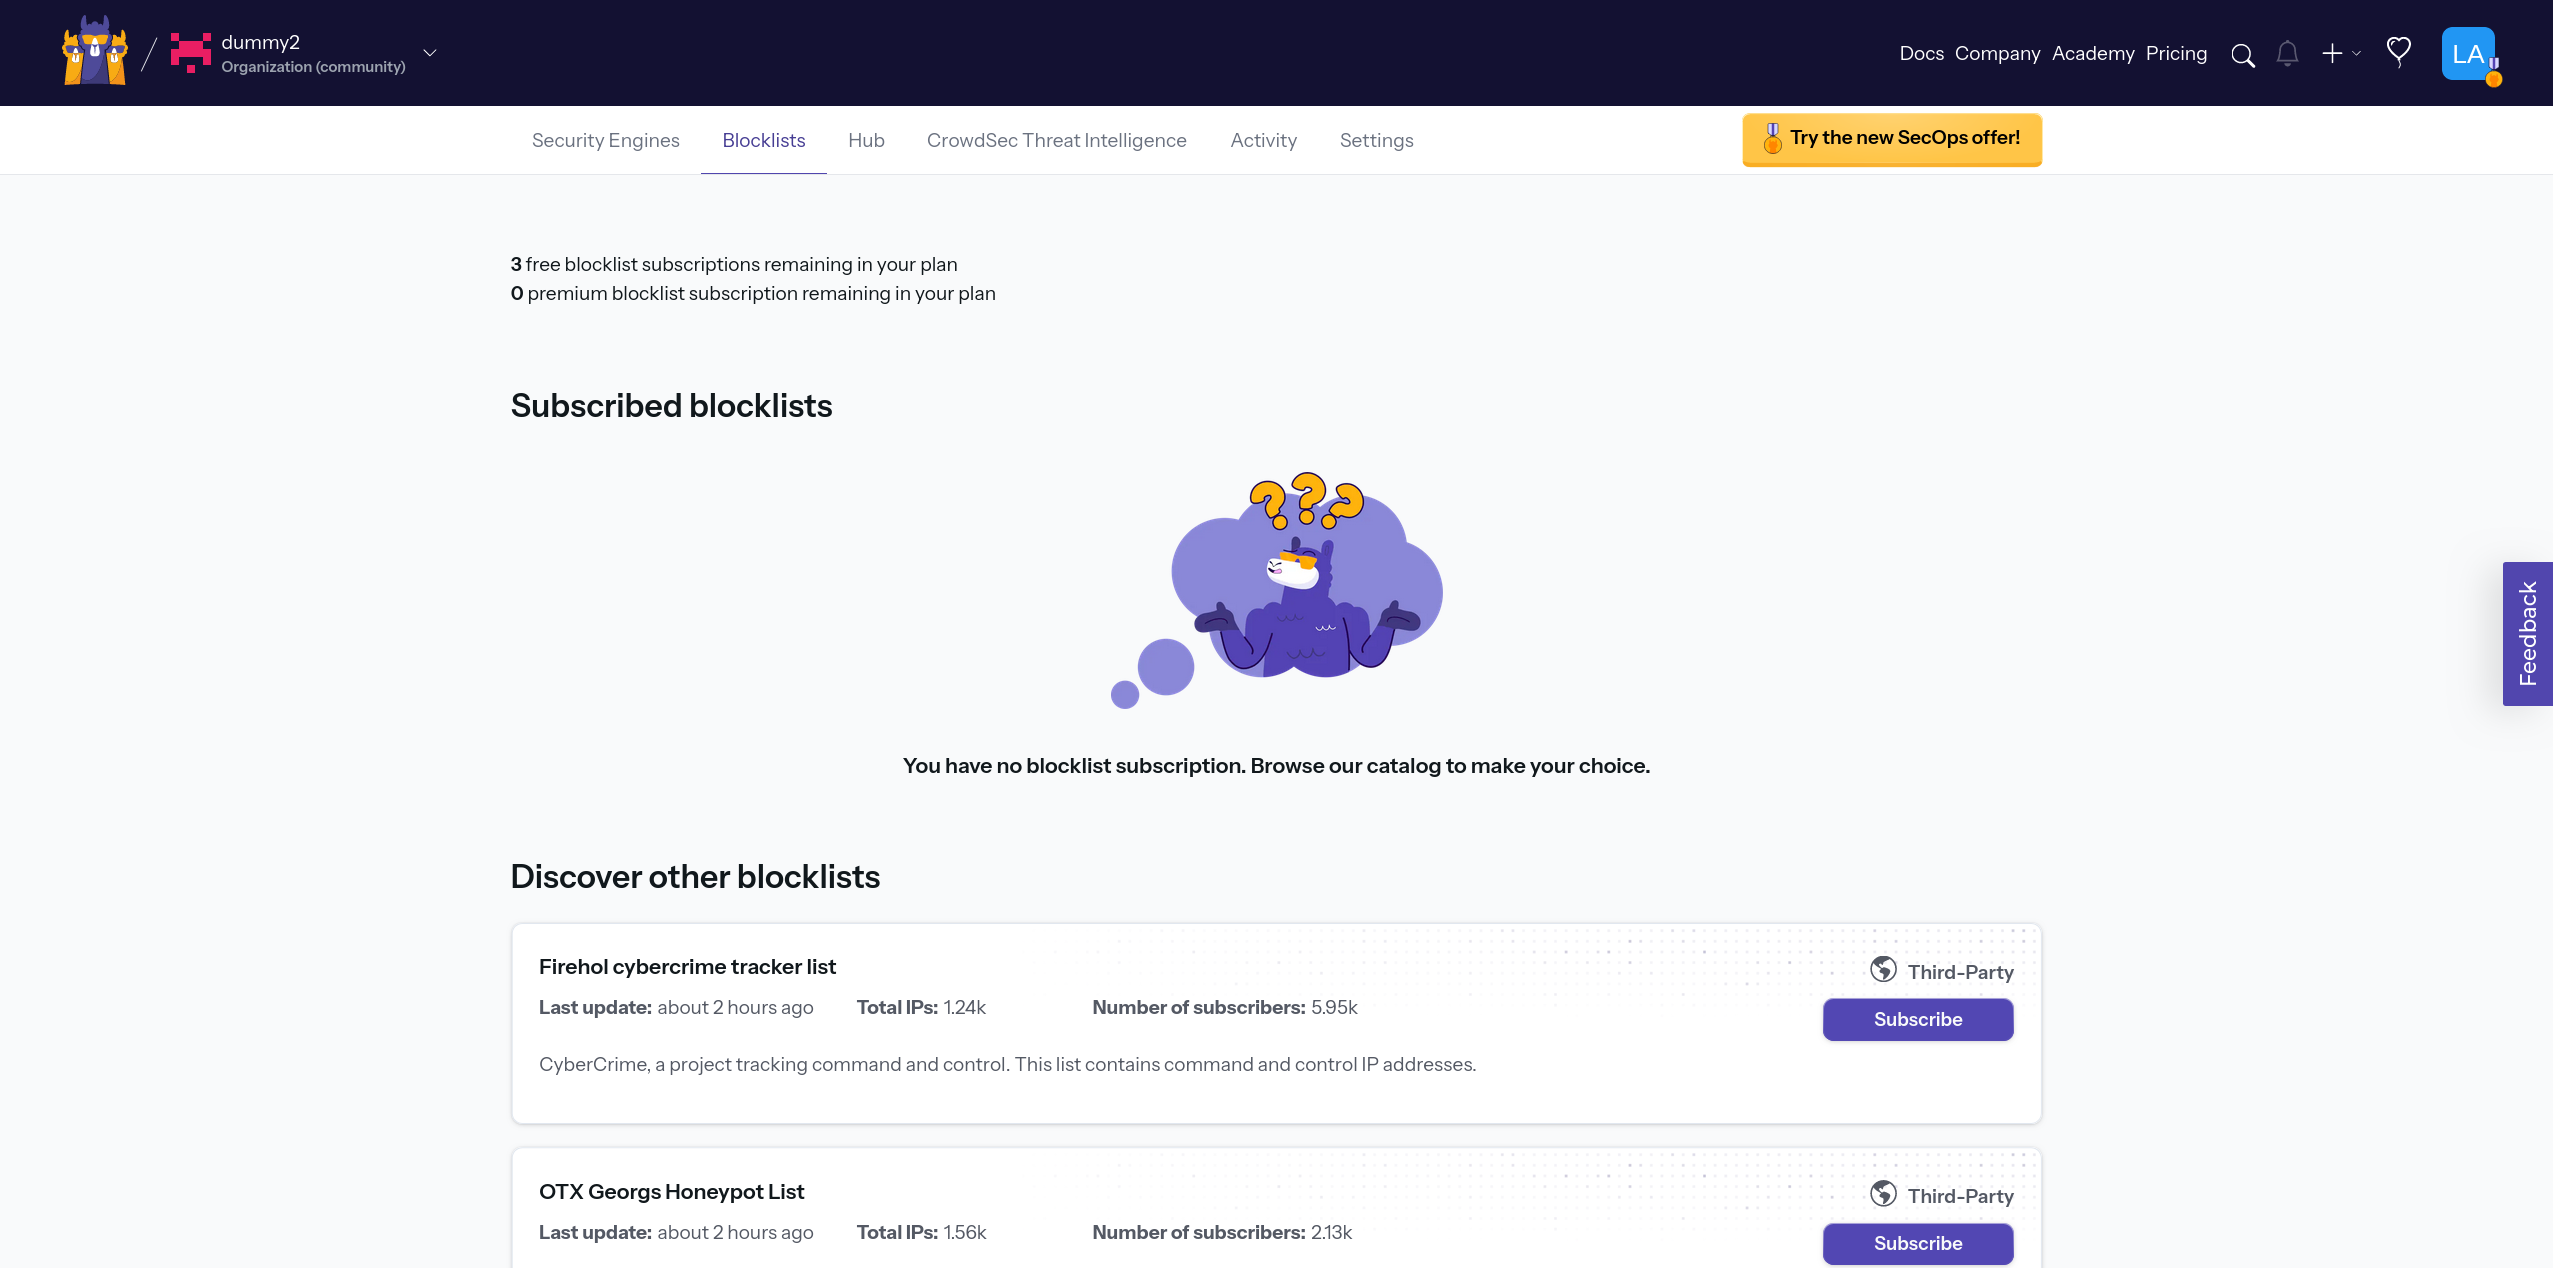 dummy2
Organization (community)
Docs Company Academy Pricing
LA
Security Engines Blocklists Hub CrowdSec Threat Intelligence Activity Settings
Try the new SecOps offer!
3 free blocklist subscriptions remaining in your plan
0 premium blocklist subscription remaining in your plan
Subscribed blocklists
???
Feedback
You have no blocklist subscription. Browse our catalog to make your choice.
Discover other blocklists
Firehol cybercrime tracker list
Third-Party
Last update: about 2 hours ago Total IPs: 1.24k Number of subscribers: 5.95k
Subscribe
CyberCrime, a project tracking command and control. This list contains command and control IP addresses.
OTX Georgs Honeypot List
Third-Party
Last update: about 2 hours ago Total IPs: 1.56k Number of subscribers: 2.13k
Subscribe